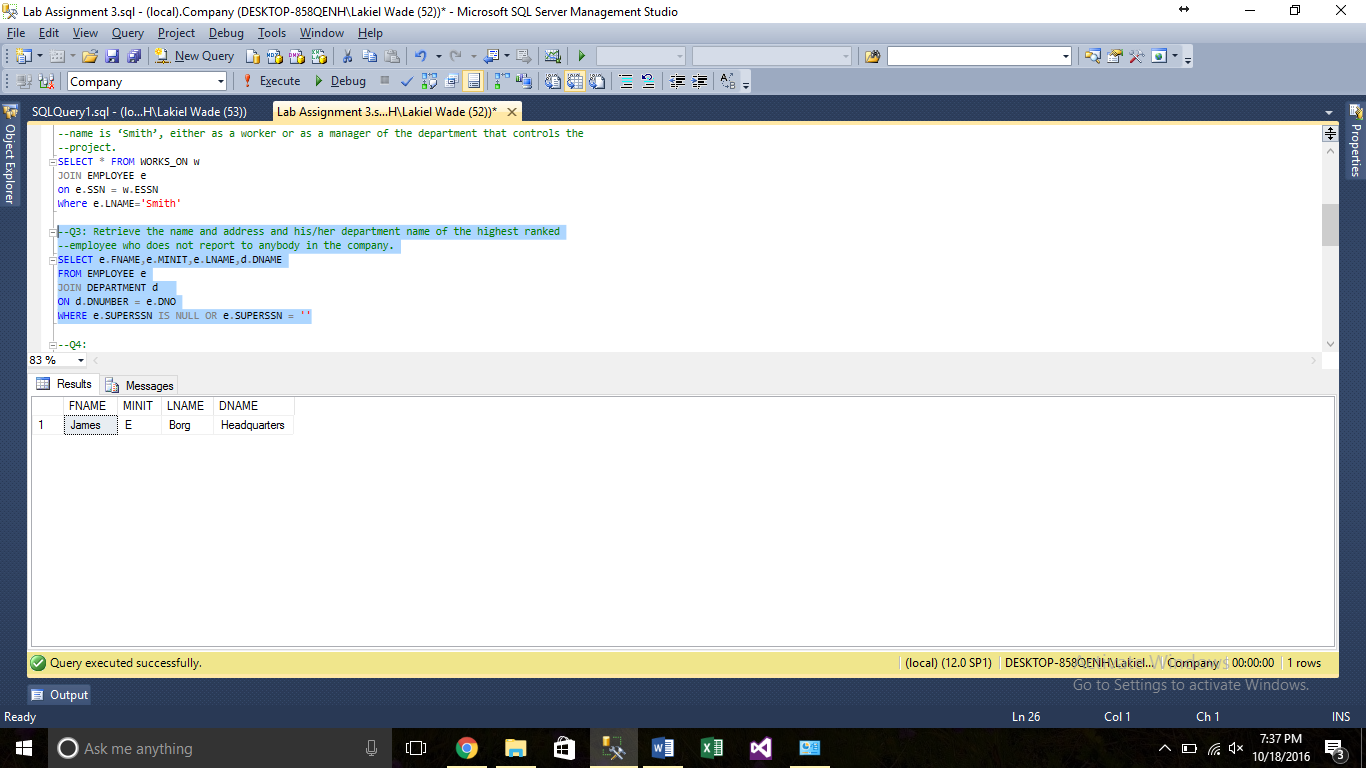 Lab Assignment 3.sql - (local).Company (DESKTOP-858QENH\Lakiel Wade (52))* - Microsoft SQL Server Management Studio
File Edit View Query Project Debug Tools Window Help
New Query
Company Execute Debug
SQLQuery1.sql - (lo...H\Lakiel Wade (53)) Lab Assignment 3.s...H\Lakiel Wade (52))*
Object Explorer
Properties
--name is ‘Smith’, either as a worker or as a manager of the department that controls the
--project.
SELECT * FROM WORKS_ON w
JOIN EMPLOYEE e
on e.SSN = w.ESSN
Where e.LNAME='Smith'
--Q3: Retrieve the name and address and his/her department name of the highest ranked
--employee who does not report to anybody in the company.
SELECT e.FNAME,e.MINIT,e.LNAME,d.DNAME
FROM EMPLOYEE e
JOIN DEPARTMENT d
ON d.DNUMBER = e.DNO
WHERE e.SUPERSSN IS NULL OR e.SUPERSSN = ''
--Q4:
83 %
Results Messages
FNAME MINIT LNAME DNAME
1 James E Borg Headquarters
Query executed successfully. (local) (12.0 SP1) DESKTOP-858QENH\Lakiel... Company 00:00:00 1 rows
Activate Windows
Go to Settings to activate Windows.
Output
Ready Ln 26 Col 1 Ch 1 INS
Ask me anything
7:37 PM
10/18/2016
3